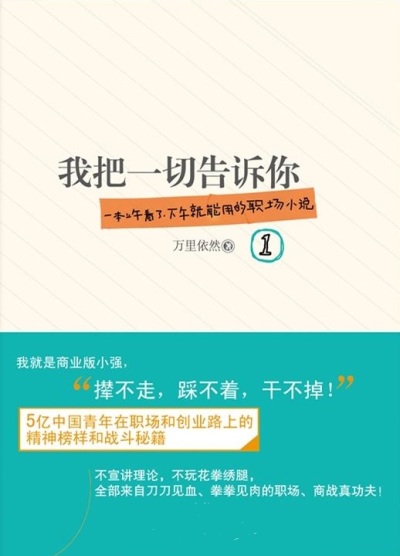 我把一切告诉你
一本上午看了、下午就能用的职场小说
万里依然 著
1
我就是商业版小强，
“撵不走，踩不着，干不掉！”
5亿中国青年在职场和创业路上的
精神榜样和战斗秘籍
不宣讲理论，不玩花拳绣腿，
全部来自刀刀见血、拳拳见肉的职场、商战真功夫！